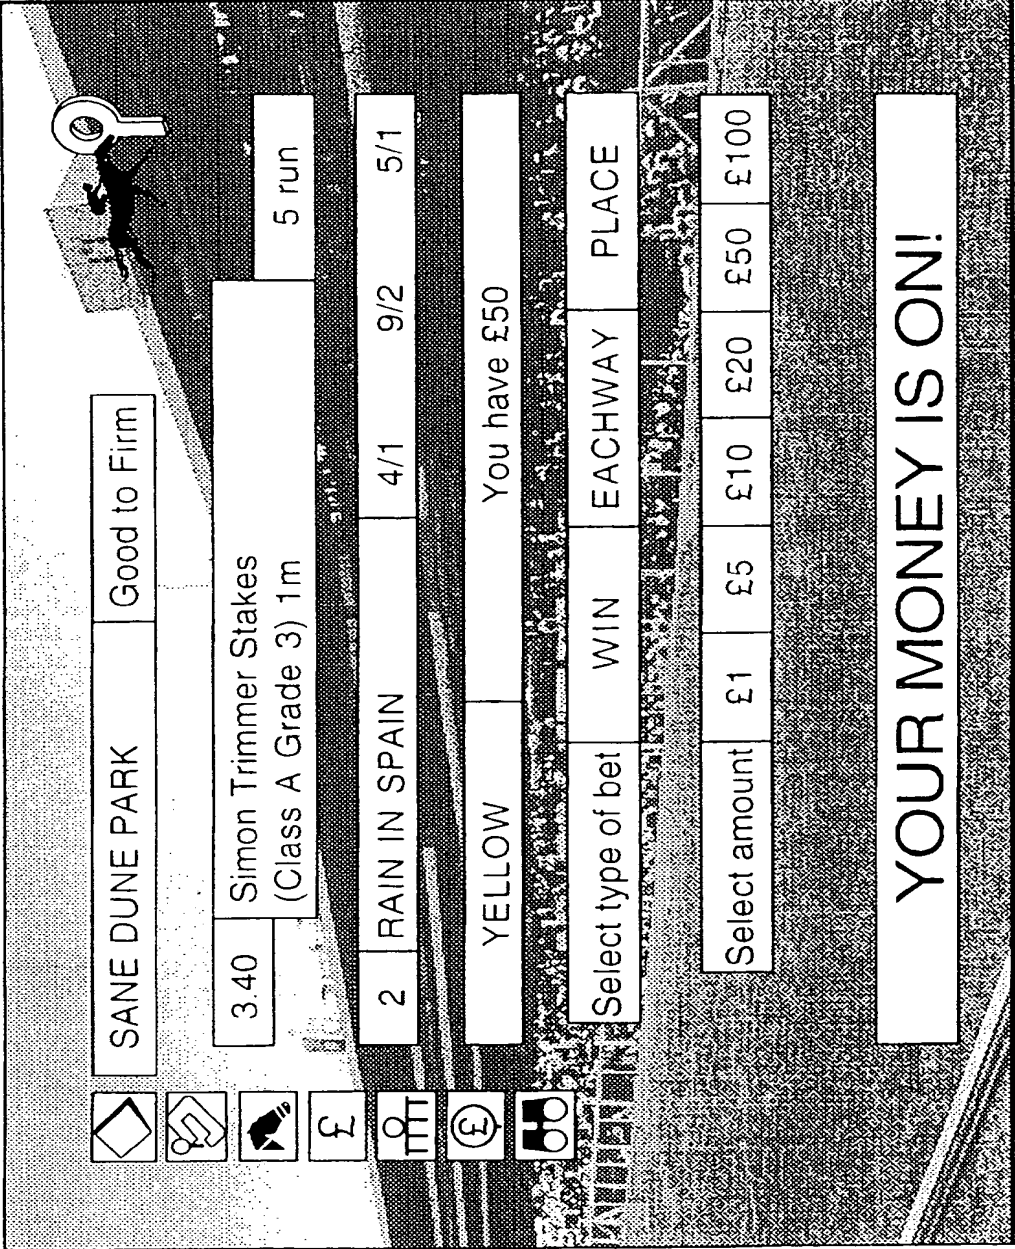 SANE DUNE PARK Good to Firm
3.40 Simon Trimmer Stakes 5 run
(Class A Grade 3) 1m
2 RAIN IN SPAIN 4/1 9/2 5/1
YELLOW You have £50
Select type of bet WIN EACHWAY PLACE
Select amount £1 £5 £10 £20 £50 £100
YOUR MONEY IS ON!
£
£